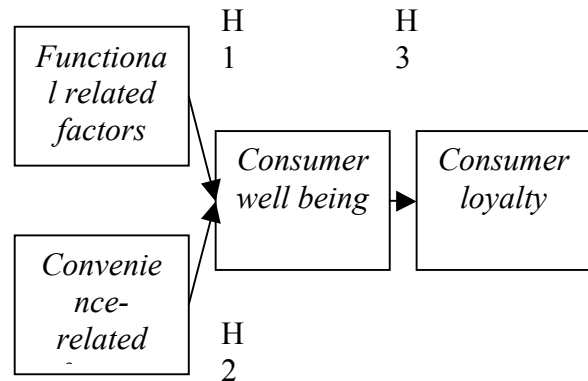 H
1
H
3
Functiona
l related
factors
Consumer
well being
Consumer
loyalty
Convenie
nce-
related
H
2